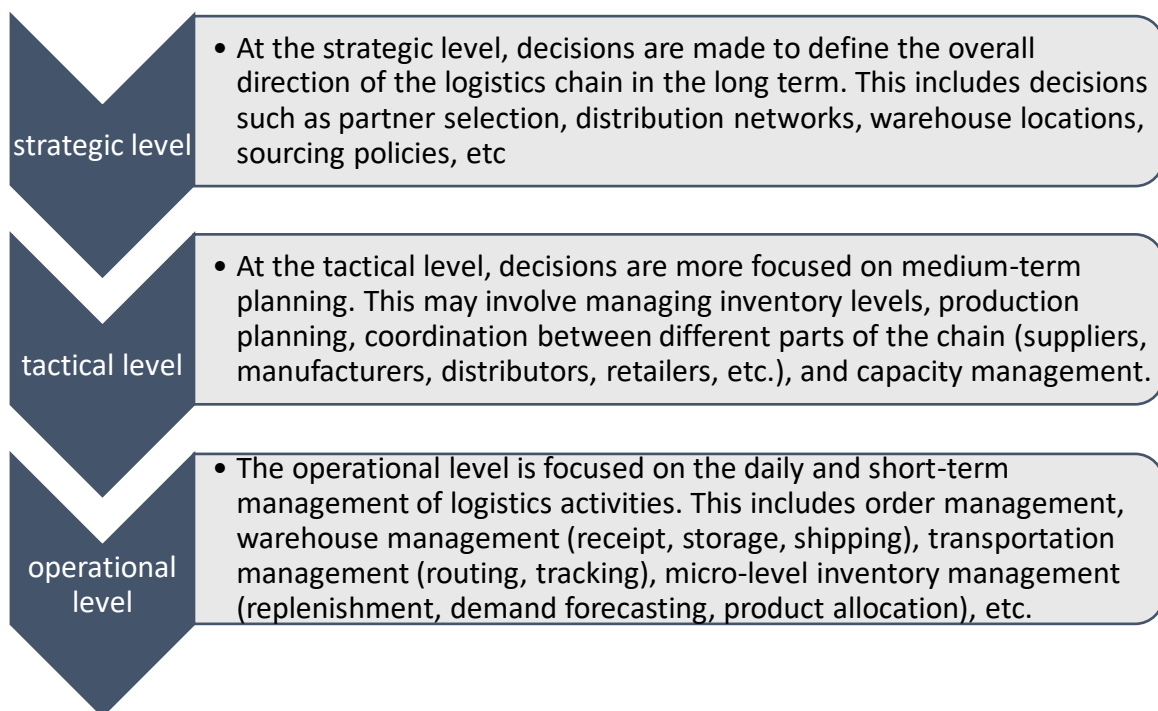 strategic level
• At the strategic level, decisions are made to define the overall
direction of the logistics chain in the long term. This includes decisions
such as partner selection, distribution networks, warehouse locations,
sourcing policies, etc
tactical level
• At the tactical level, decisions are more focused on medium-term
planning. This may involve managing inventory levels, production
planning, coordination between different parts of the chain (suppliers,
manufacturers, distributors, retailers, etc.), and capacity management.
operational
level
• The operational level is focused on the daily and short-term
management of logistics activities. This includes order management,
warehouse management (receipt, storage, shipping), transportation
management (routing, tracking), micro-level inventory management
(replenishment, demand forecasting, product allocation), etc.